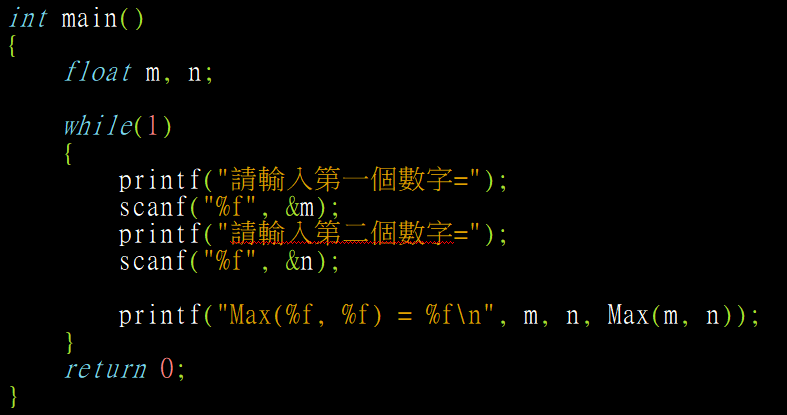 int main()
{
    float m, n;

    while(1)
    {
        printf("請輸入第一個數字=");
        scanf("%f", &m);
        printf("請輸入第二個數字=");
        scanf("%f", &n);

        printf("Max(%f, %f) = %f\n", m, n, Max(m, n));
    }
    return 0;
}